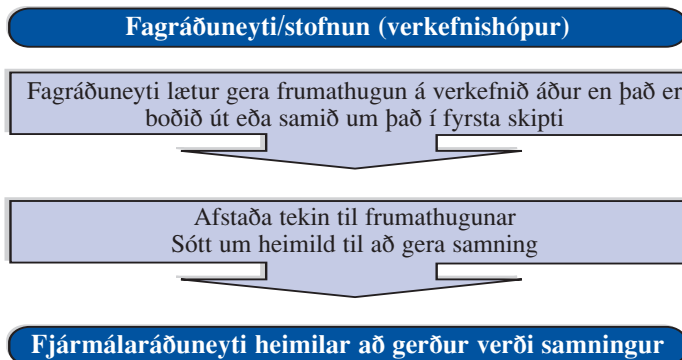 Fagráðuneyti/stofnun (verkefnishópur)
Fagráðuneyti lætur gera frumathugun á verkefnið áður en það er
boðið út eða samið um það í fyrsta skipti
Afstaða tekin til frumathugunar
Sótt um heimild til að gera samning
Fjármálaráðuneyti heimilar að gerður verði samningur